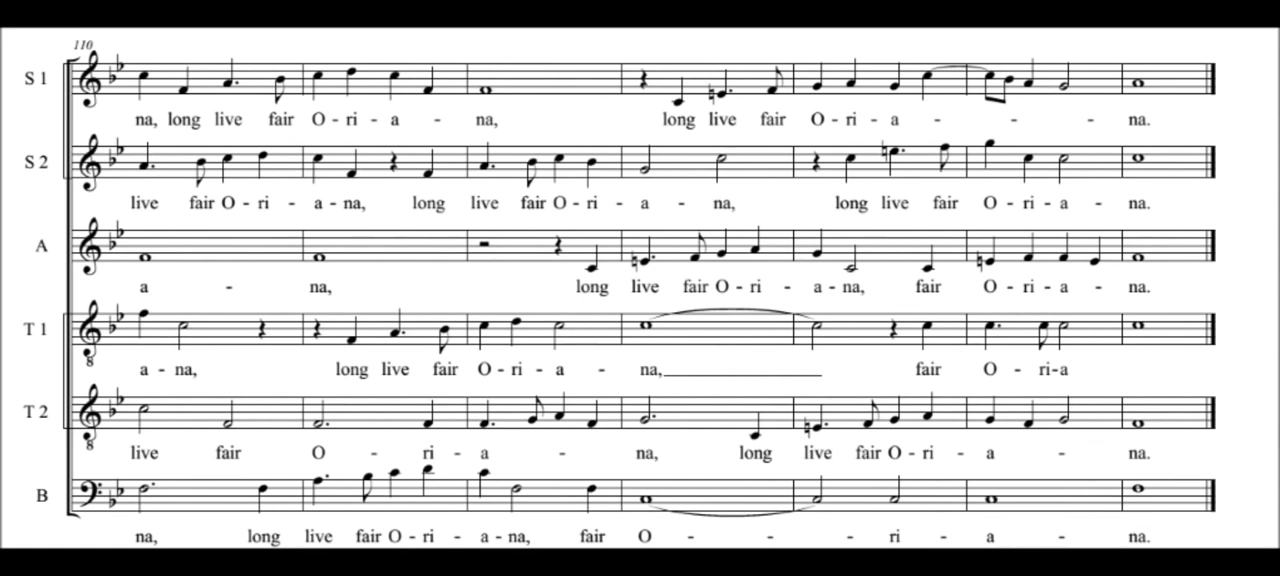 110
S 1
na, long live fair O - ri - a - na, long live fair O - ri - a - - - na.
S 2
live fair O - ri - a - na, long live fair O - ri - a - na, long live fair O - ri - a - na.
A
a - na, long live fair O - ri - a - na, fair O - ri - a - na.
T 1
8
a - na, long live fair O - ri - a - na, fair O - ri - a
T 2
8
live fair O - ri - a - na, long live fair O - ri - a - na.
B
na, long live fair O - ri - a - na, fair O - - - ri - a - na.